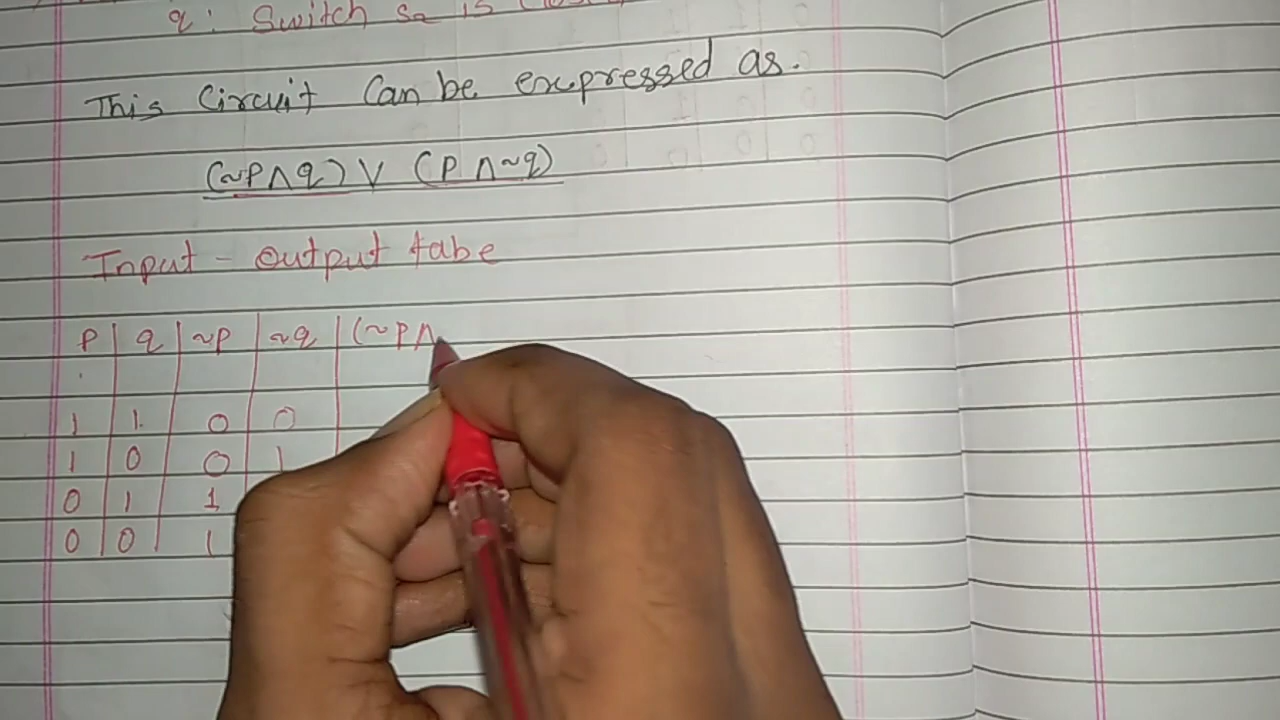 q: Switch S₂ is
This Circuit Can be expressed as.
(~P∧q) ∨ (P ∧~q)
Input - Output tabe
P | q | ~P | ~q | (~P∧
1 | 1 | 0 | 0
1 | 0 | 0 | 1
0 | 1 | 1
0 | 0 | 1